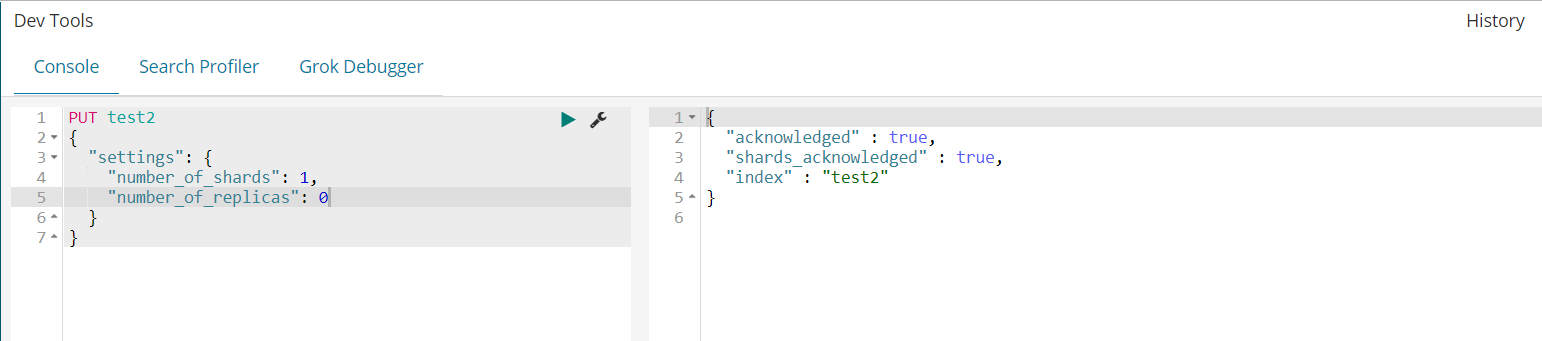 Dev Tools
History
Console Search Profiler Grok Debugger
1 PUT test2
2 {
3 "settings": {
4 "number_of_shards": 1,
5 "number_of_replicas": 0
6 }
7 }
1 {
2 "acknowledged" : true,
3 "shards_acknowledged" : true,
4 "index" : "test2"
5 }
6